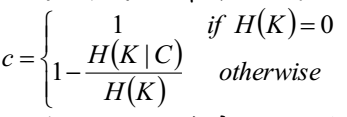 c = { 1 if H(K)=0
1 - H(K|C) / H(K) otherwise